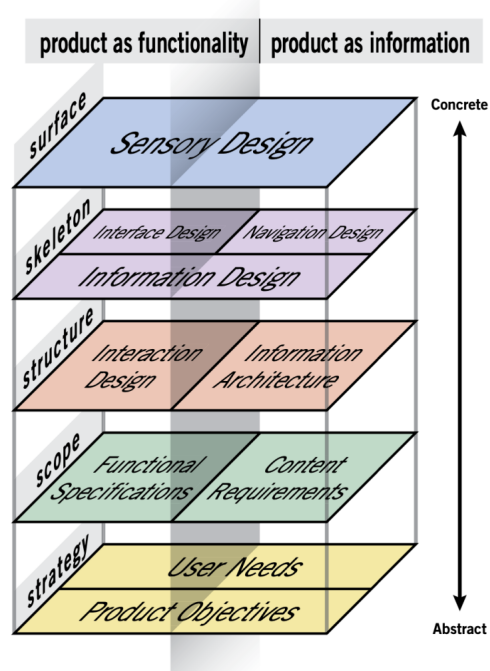 product as functionality
product as information
Concrete
surface
Sensory Design
skeleton
Interface Design
Navigation Design
Information Design
structure
Interaction
Design
Information
Architecture
scope
Functional
Specifications
Content
Requirements
strategy
User Needs
Product Objectives
Abstract